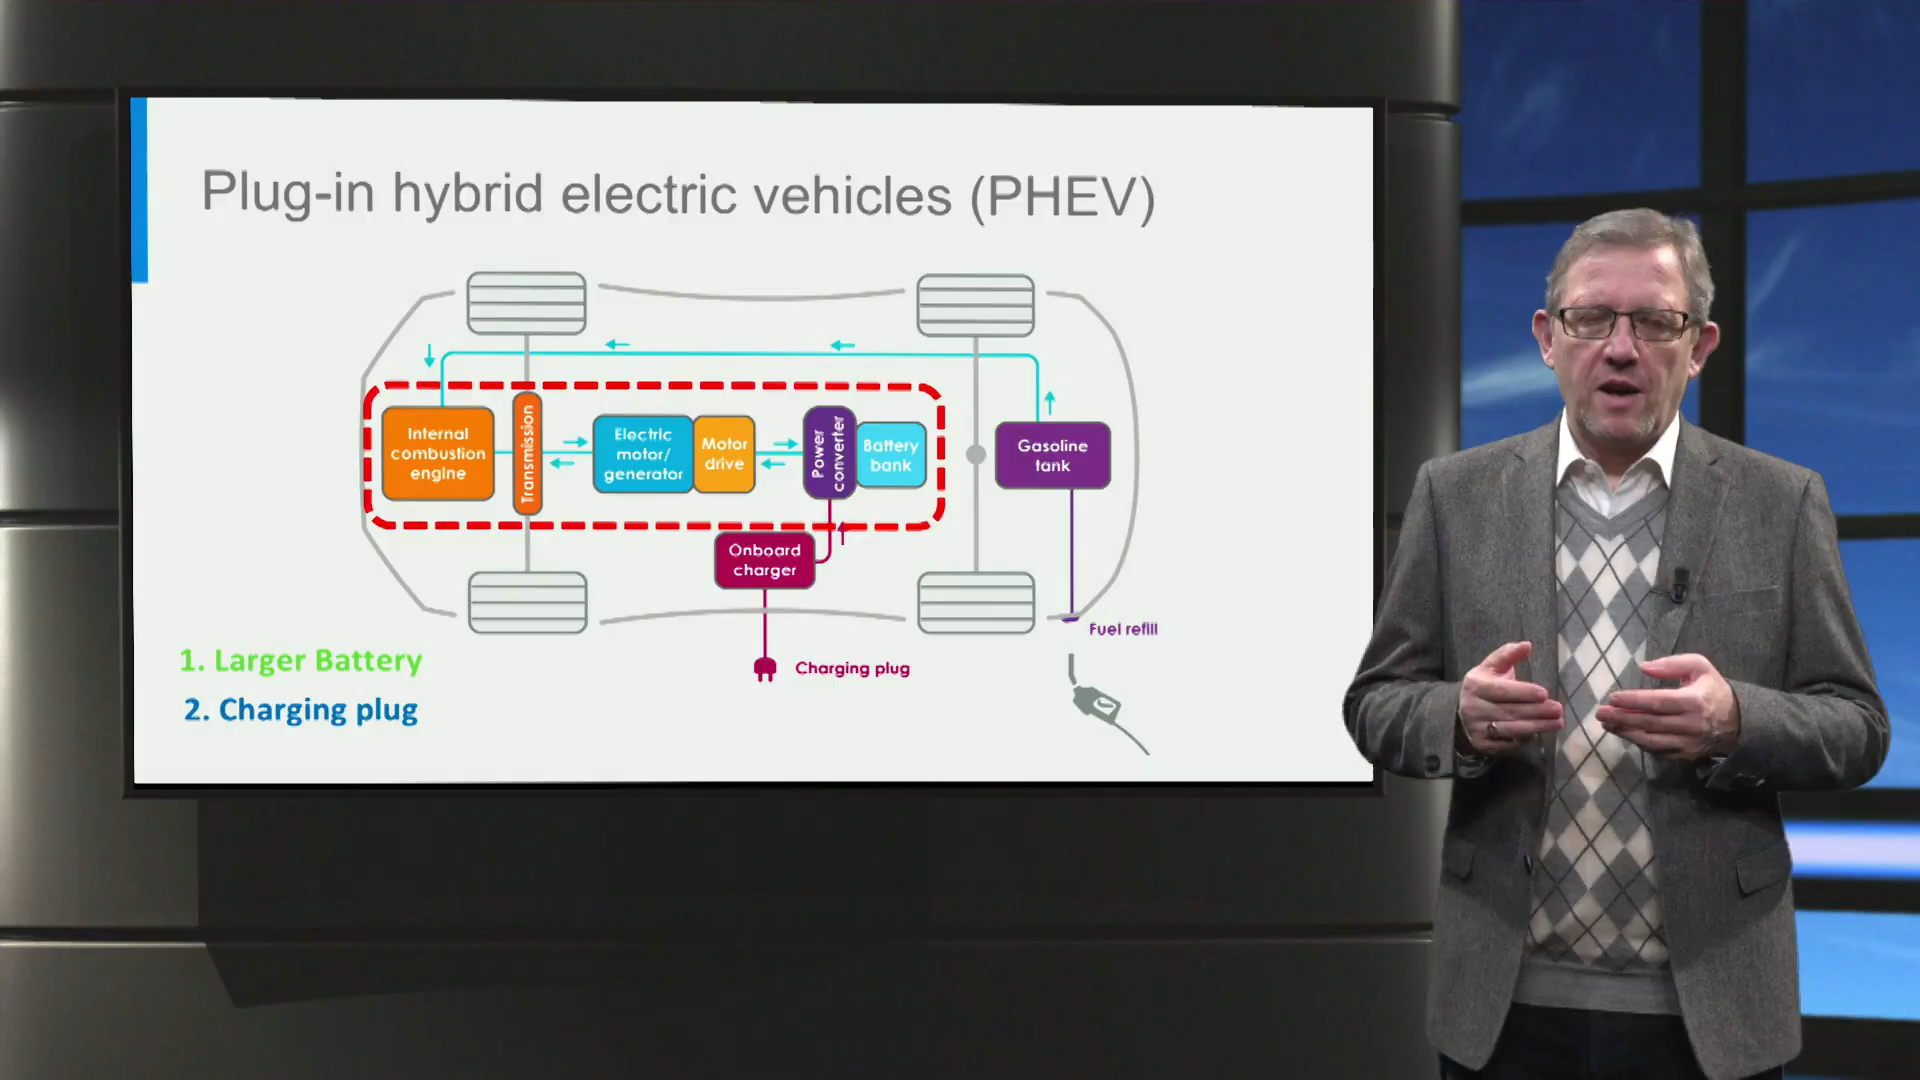 Plug-in hybrid electric vehicles (PHEV)
Internal
combustion
engine
Transmission
Electric
motor/
generator
Motor
drive
Power
converter
Battery
bank
Gasoline
tank
Onboard
charger
Fuel refill
Charging plug
1. Larger Battery
2. Charging plug